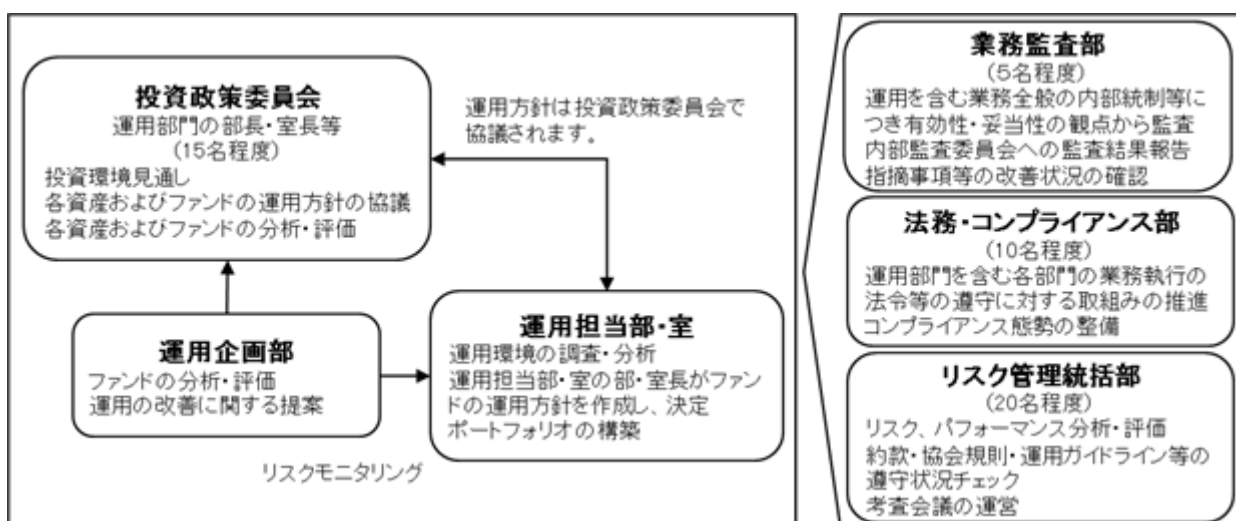 投資政策委員会
運用部門の部長・室長等
(15名程度)
投資環境見通し
各資産およびファンドの運用方針の協議
各資産およびファンドの分析・評価
運用方針は投資政策委員会で
協議されます。
運用企画部
ファンドの分析・評価
運用の改善に関する提案
運用担当部・室
運用環境の調査・分析
運用担当部・室の部・室長がファン
ドの運用方針を作成し、決定
ポートフォリオの構築
リスクモニタリング
業務監査部
(5名程度)
運用を含む業務全般の内部統制等に
つき有効性・妥当性の観点から監査
内部監査委員会への監査結果報告
指摘事項等の改善状況の確認
法務・コンプライアンス部
(10名程度)
運用部門を含む各部門の業務執行の
法令等の遵守に対する取組みの推進
コンプライアンス態勢の整備
リスク管理統括部
(20名程度)
リスク、パフォーマンス分析・評価
約款・協会規則・運用ガイドライン等の
遵守状況チェック
考査会議の運営